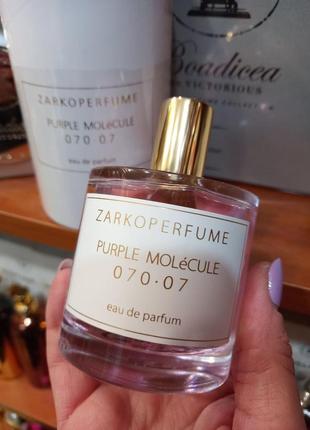 ZARKOPERFUME
PURPLE MOLéCULE
070·07
eau de parfum
Boadicea
VICTORIOUS
ZARKOPERFUME
PURPLE MOLéCULE
070·07
eau de parfum